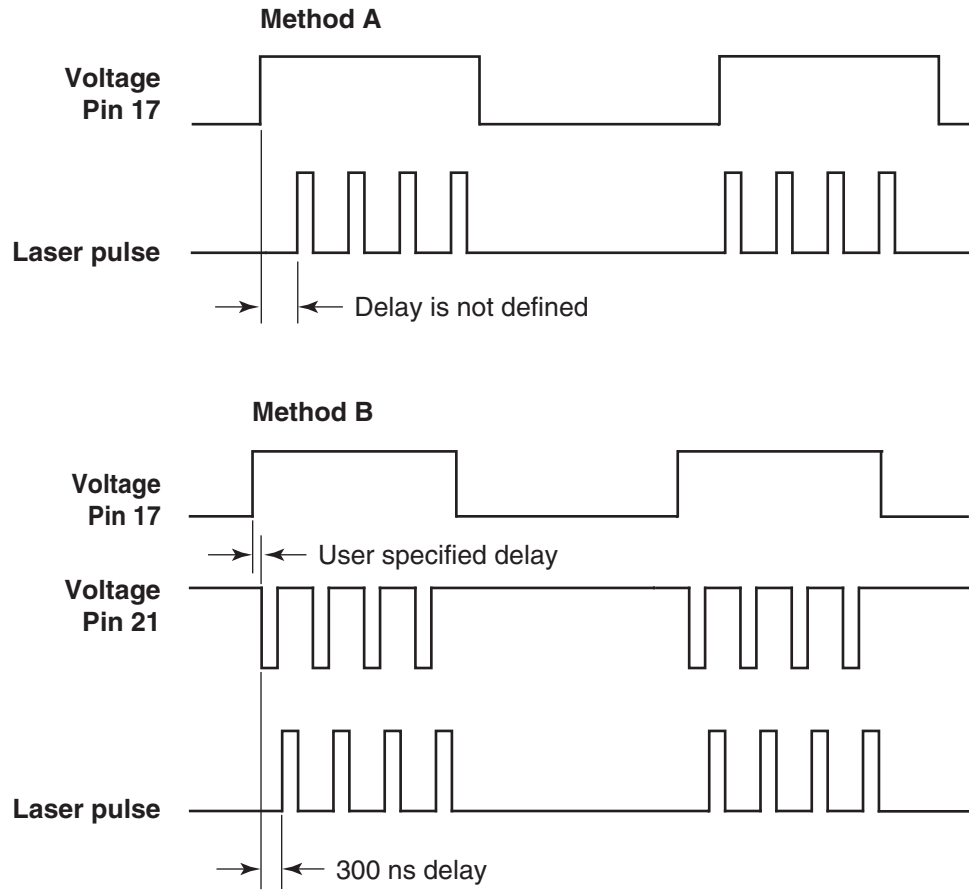 Method A
Voltage
Pin 17
Laser pulse
Delay is not defined
Method B
Voltage
Pin 17
User specified delay
Voltage
Pin 21
Laser pulse
300 ns delay